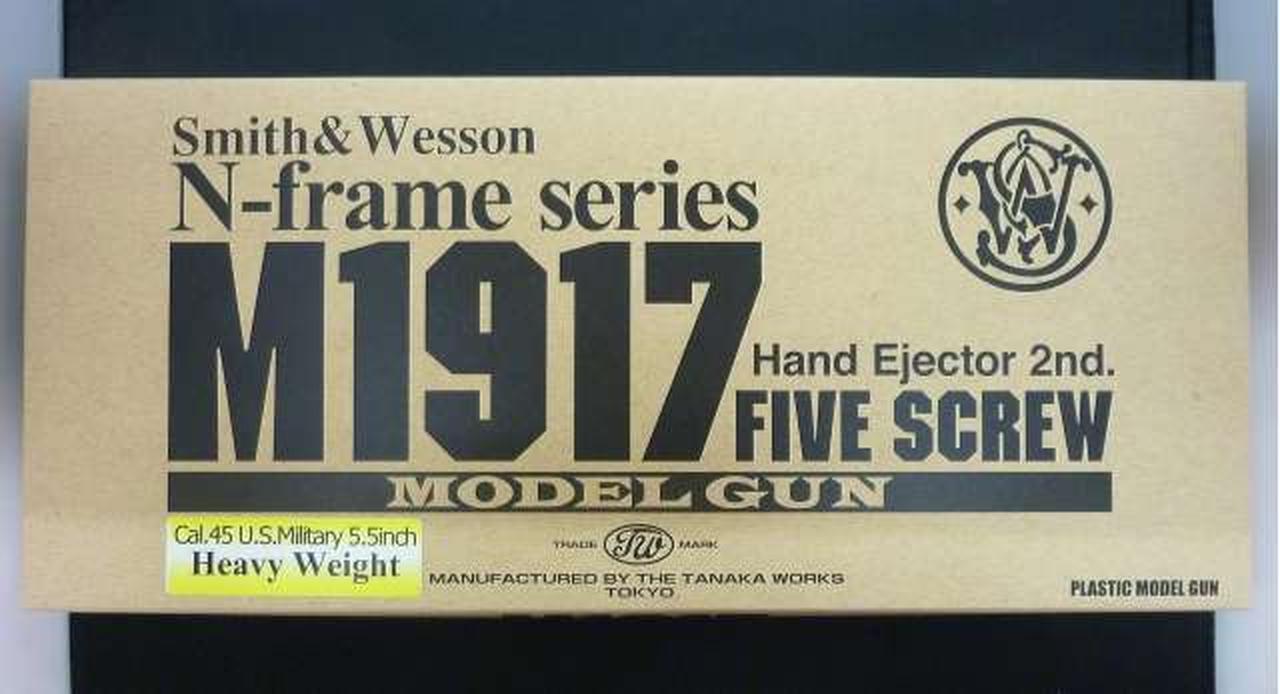 Smith&Wesson
N-frame series
M1917
Hand Ejector 2nd.
FIVE SCREW
MODEL GUN
Cal.45 U.S.Military 5.5inch
Heavy Weight
TRADE TW MARK
MANUFACTURED BY THE TANAKA WORKS
TOKYO
PLASTIC MODEL GUN